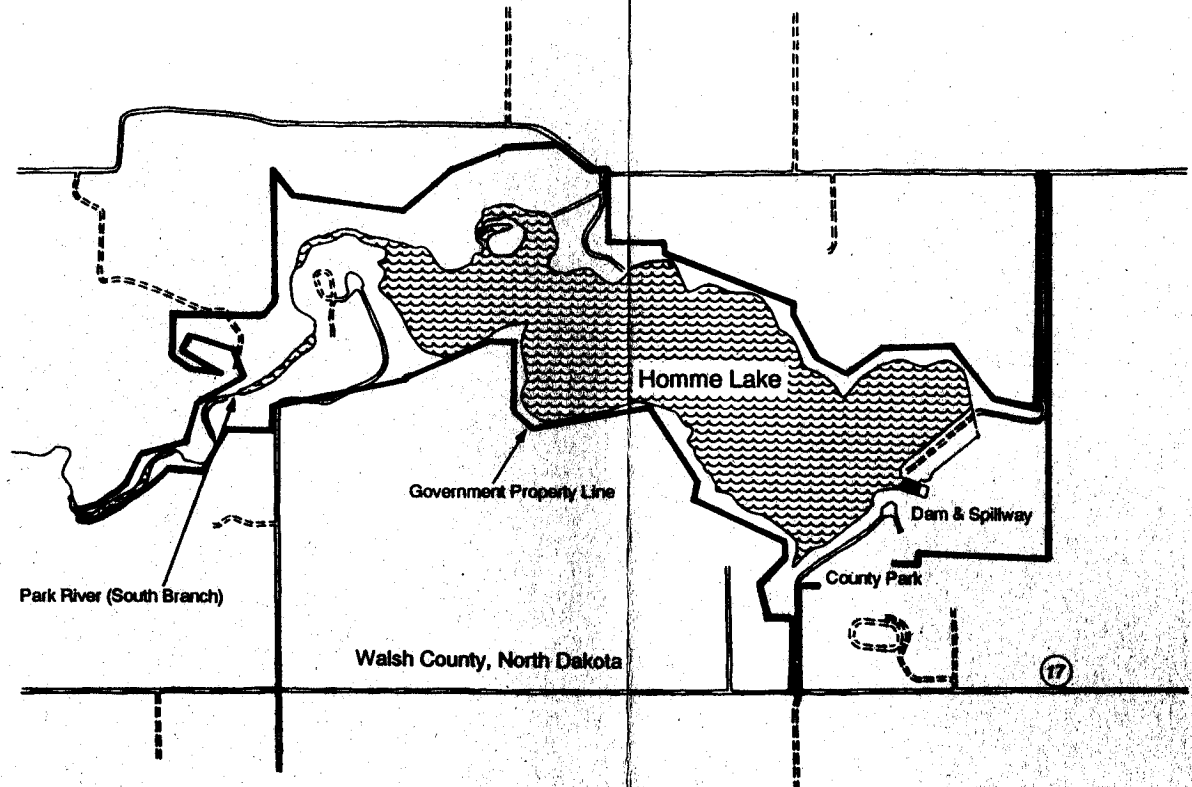 Homme Lake
Government Property Line
Dam & Spillway
County Park
Park River (South Branch)
Walsh County, North Dakota
17